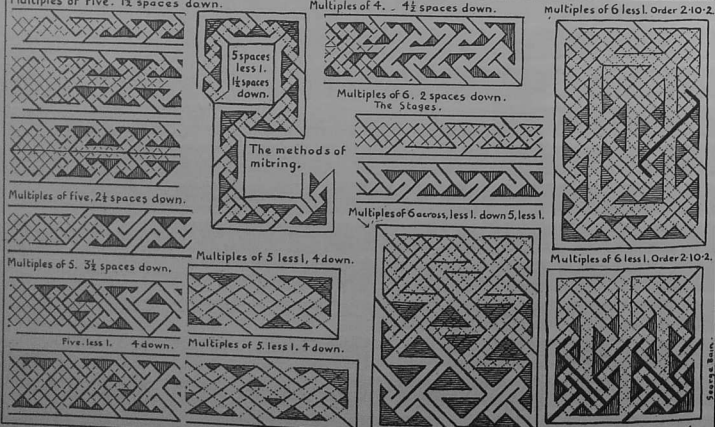 Multiples of Five. 1½ spaces down.
Multiples of five. 2½ spaces down.
Multiples of 5. 3½ spaces down.
Five. less 1. 4 down.
5 spaces
less 1.
1½ spaces
down.
The methods of
mitring.
Multiples of 5 less 1, 4 down.
Multiples of 5. less 1. 4 down.
Multiples of 4. . 4½ spaces down.
Multiples of 6. 2 spaces down.
The Stages.
Multiples of 6 across, less 1. down 5, less 1.
Multiples of 6 less 1. Order 2·10·2
Multiples of 6 less 1. Order 2·10·2.
George Bain.